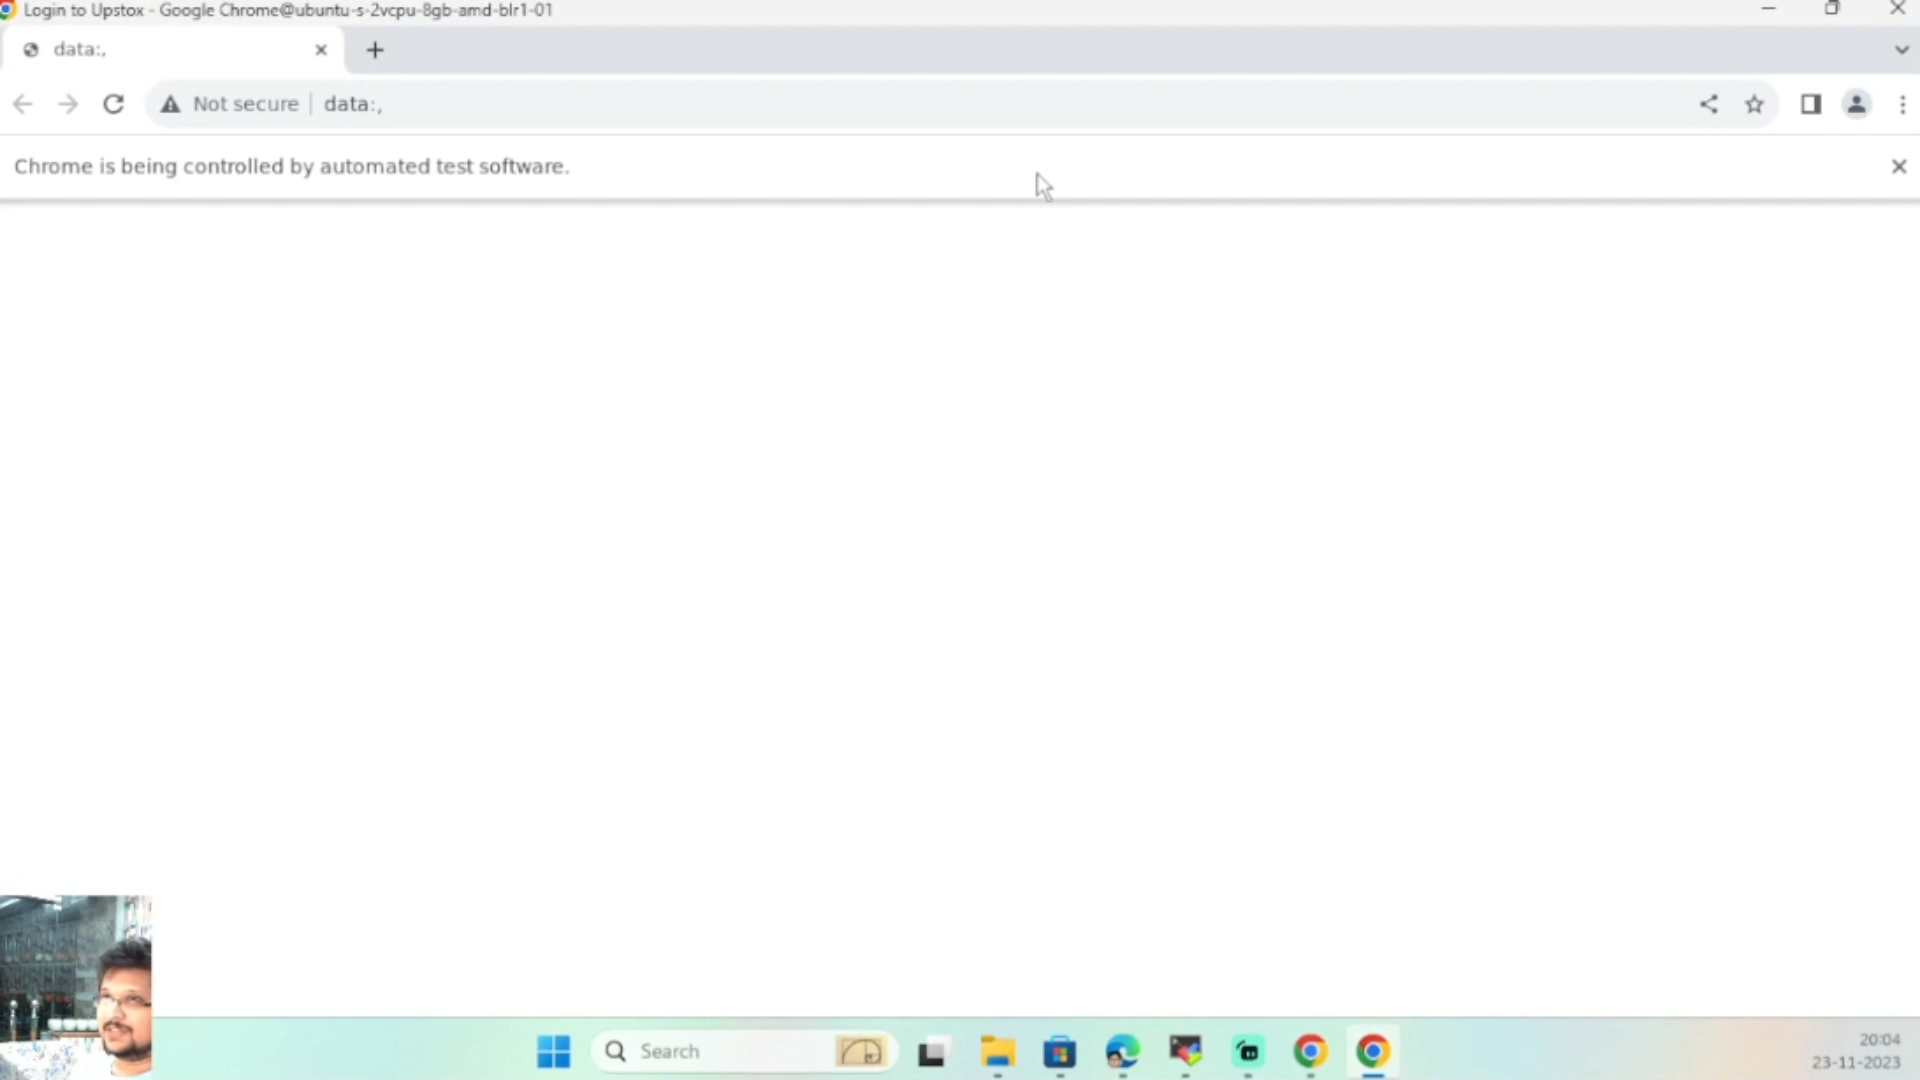 Login to Upstox - Google Chrome@ubuntu-s-2vcpu-8gb-amd-blr1-01
data:,
Not secure data:,
Chrome is being controlled by automated test software.
Search
20:04
23-11-2023